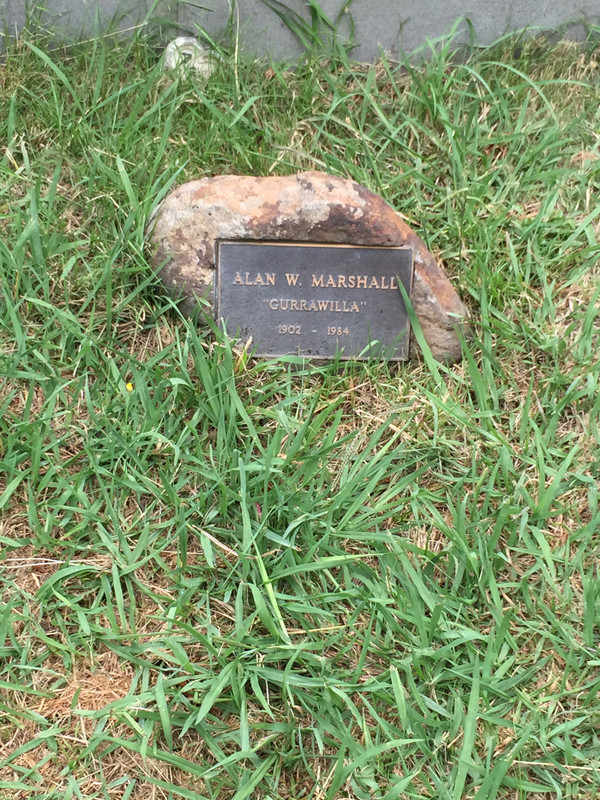 ALAN W. MARSHALL
"GURRAWILLA"
1902 - 1984